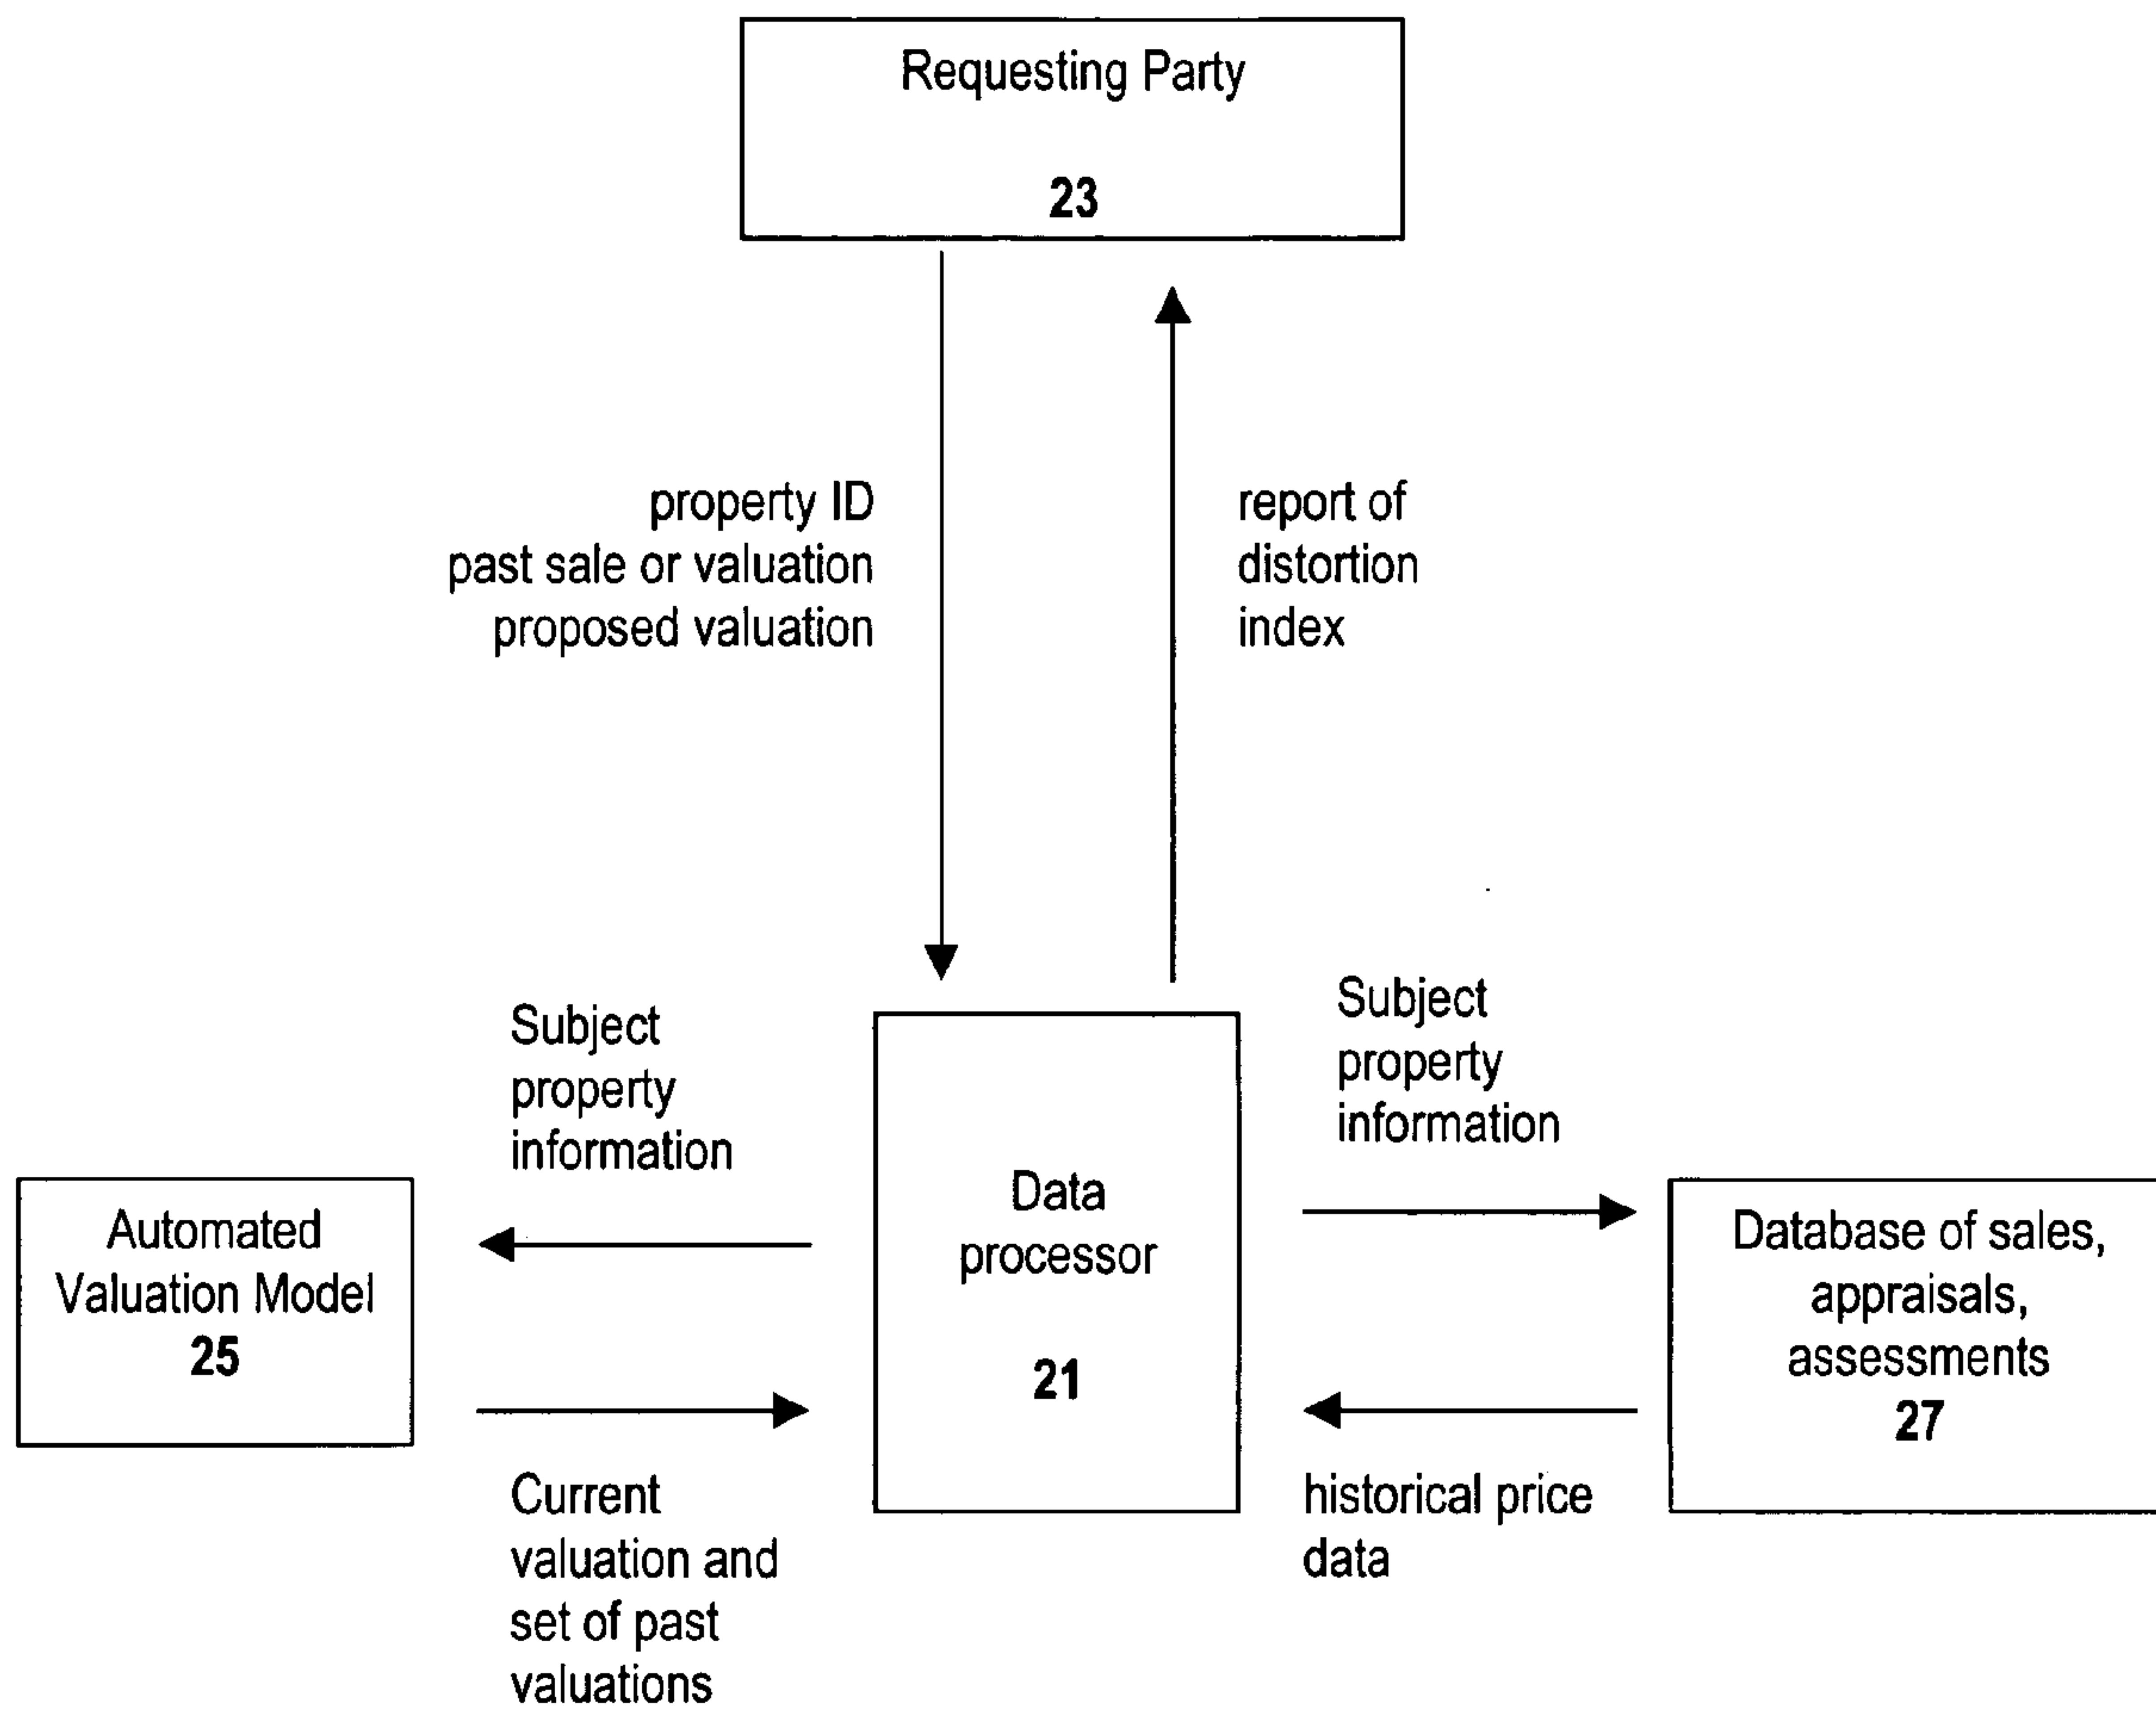 Requesting Party
23
property ID
past sale or valuation
proposed valuation
report of
distortion
index
Subject
property
information
Subject
property
information
Automated
Valuation Model
25
Data
processor
21
Database of sales,
appraisals,
assessments
27
Current
valuation and
set of past
valuations
historical price
data